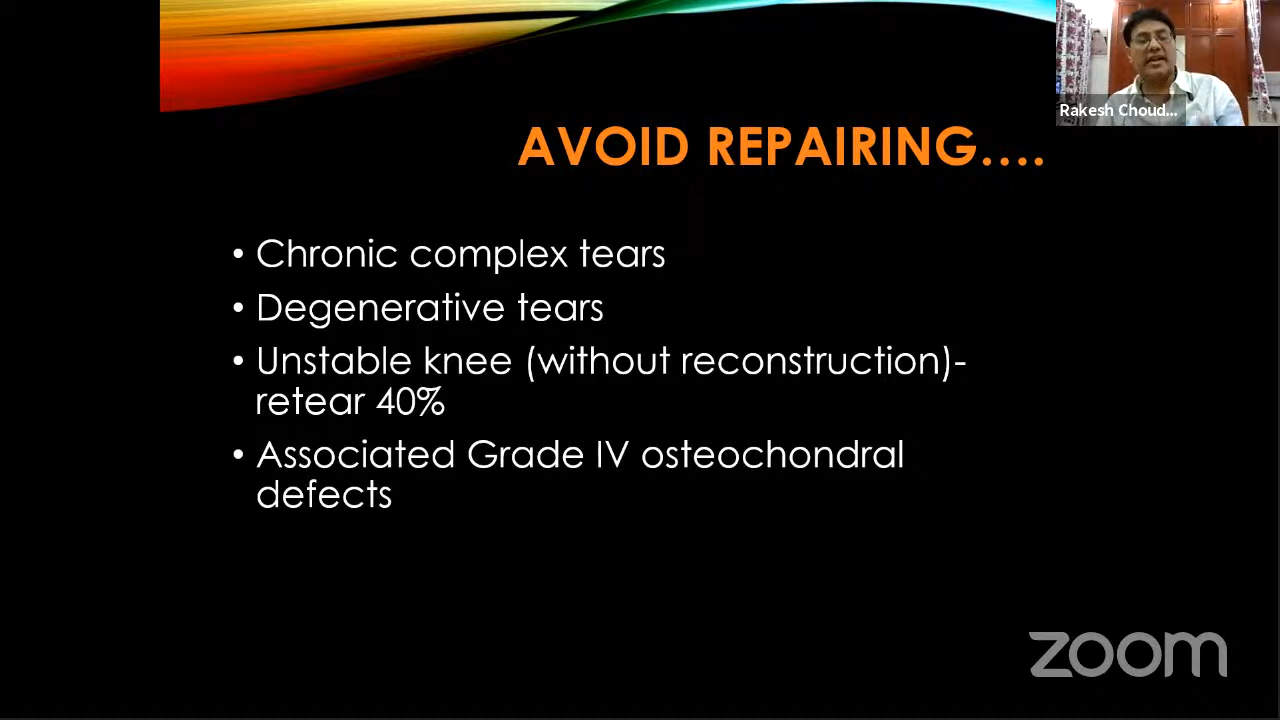 Rakesh Choud...
AVOID REPAIRING....
• Chronic complex tears
• Degenerative tears
• Unstable knee (without reconstruction)-
retear 40%
• Associated Grade IV osteochondral
defects
zoom